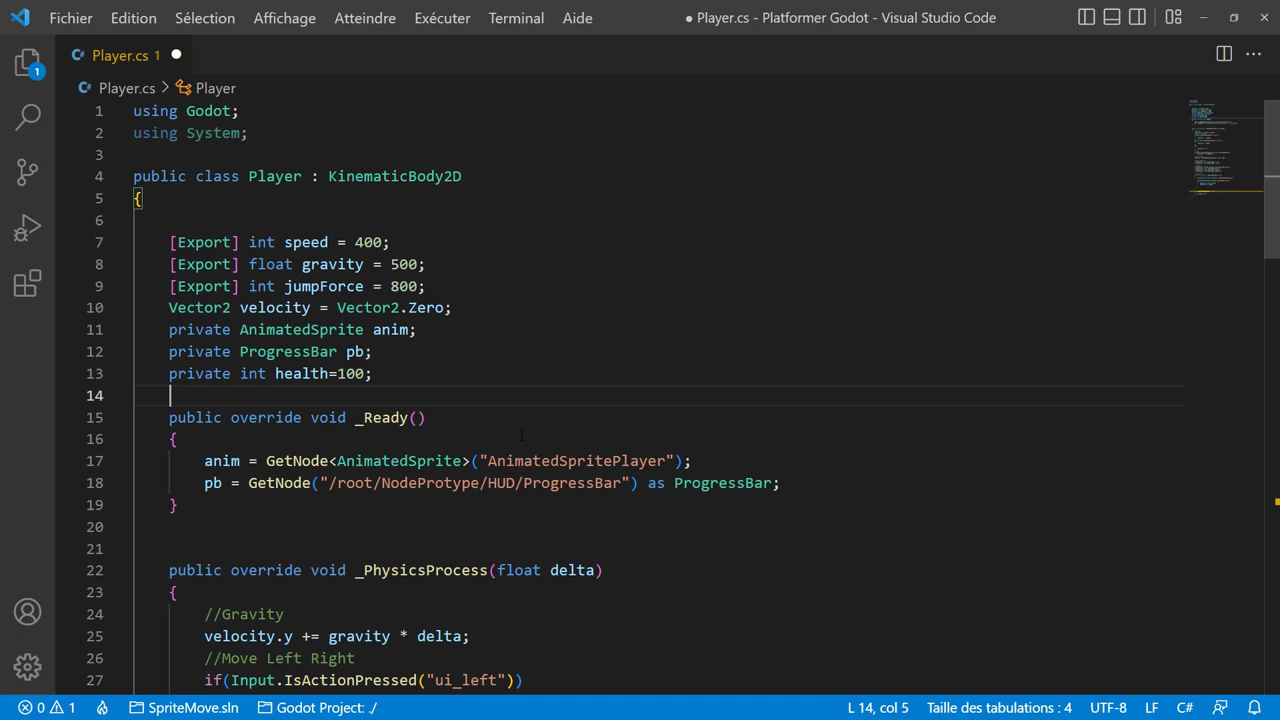 Fichier Edition Sélection Affichage Atteindre Exécuter Terminal Aide ● Player.cs - Platformer Godot - Visual Studio Code
Player.cs 1
1
Player.cs > Player
1 using Godot;
2 using System;
3
4 public class Player : KinematicBody2D
5 {
6
7 [Export] int speed = 400;
8 [Export] float gravity = 500;
9 [Export] int jumpForce = 800;
10 Vector2 velocity = Vector2.Zero;
11 private AnimatedSprite anim;
12 private ProgressBar pb;
13 private int health=100;
14
15 public override void _Ready()
16 {
17 anim = GetNode<AnimatedSprite>("AnimatedSpritePlayer");
18 pb = GetNode("/root/NodeProtype/HUD/ProgressBar") as ProgressBar;
19 }
20
21
22 public override void _PhysicsProcess(float delta)
23 {
24 //Gravity
25 velocity.y += gravity * delta;
26 //Move Left Right
27 if(Input.IsActionPressed("ui_left"))
0 1 SpriteMove.sln Godot Project: ./ L 14, col 5 Taille des tabulations : 4 UTF-8 LF C#